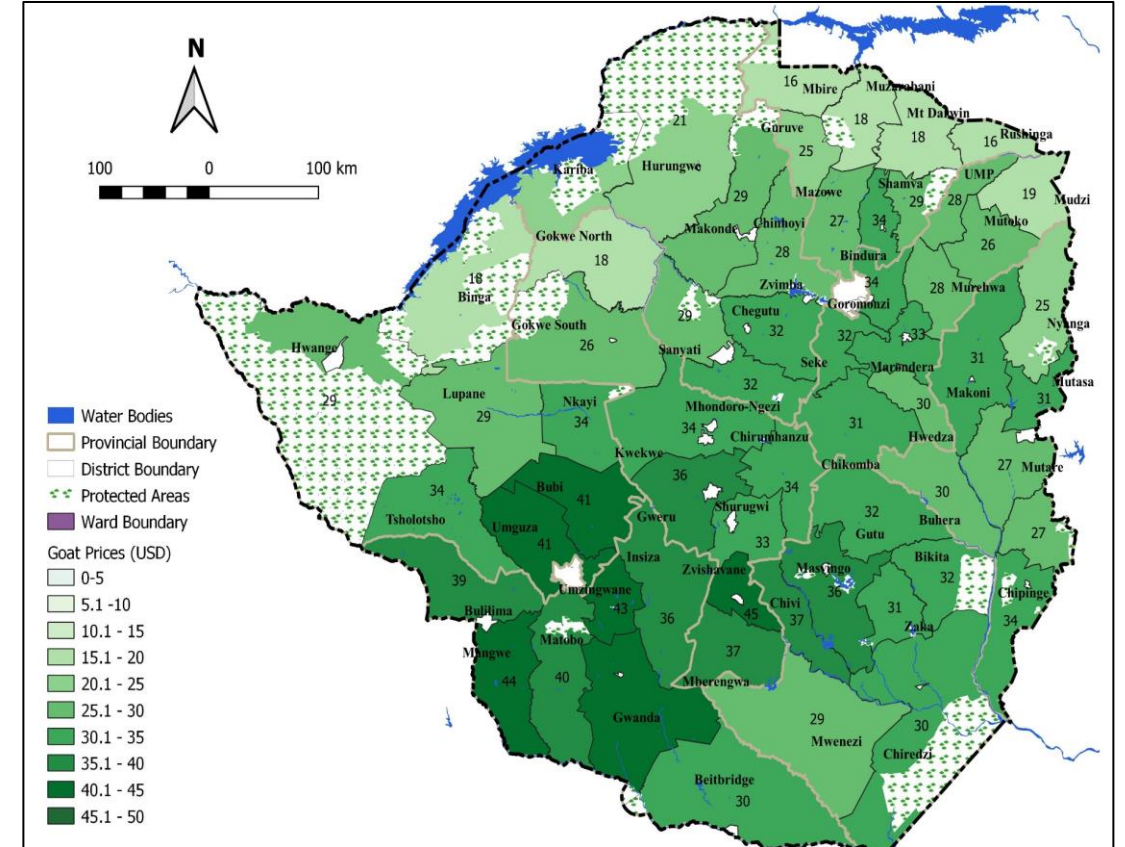 N
100 0 100 km
16
Mbire
Muzarabani
Mt Darwin
18
18
16
Rushinga
21
Guruve
25
Hurungwe
Kariba
29
Mazowe
Shamva
29
UMP
28
19
Mudzi
Mutoko
26
Makonde
Chinhoyi
28
27
34
Bindura
Gokwe North
18
18
Binga
Zvimba
34
Goromonzi
28
Murehwa
25
Nyanga
Gokwe South
26
29
Sanyati
Chegutu
32
32
33
Seke
Marondera
31
Makoni
Mutasa
31
Hwange
29
Lupane
29
Nkayi
34
32
Mhondoro-Ngezi
34
Chirumhanzu
31
30
Hwedza
Kwekwe
Chikomba
27
Mutare
34
Tsholotsho
Bubi
41
Umguza
41
36
Gweru
Shurugwi
34
33
30
Buhera
32
Gutu
27
Insiza
Zvishavane
Masvingo
36
Bikita
32
Chipinge
34
39
Bulilima
Umzingwane
43
45
Chivi
37
31
Zaka
36
Matobo
40
Mangwe
44
37
Mberengwa
Gwanda
29
Mwenezi
30
Chiredzi
Beitbridge
30
Water Bodies
Provincial Boundary
District Boundary
Protected Areas
Ward Boundary
Goat Prices (USD)
0-5
5.1 -10
10.1 - 15
15.1 - 20
20.1 - 25
25.1 - 30
30.1 - 35
35.1 - 40
40.1 - 45
45.1 - 50